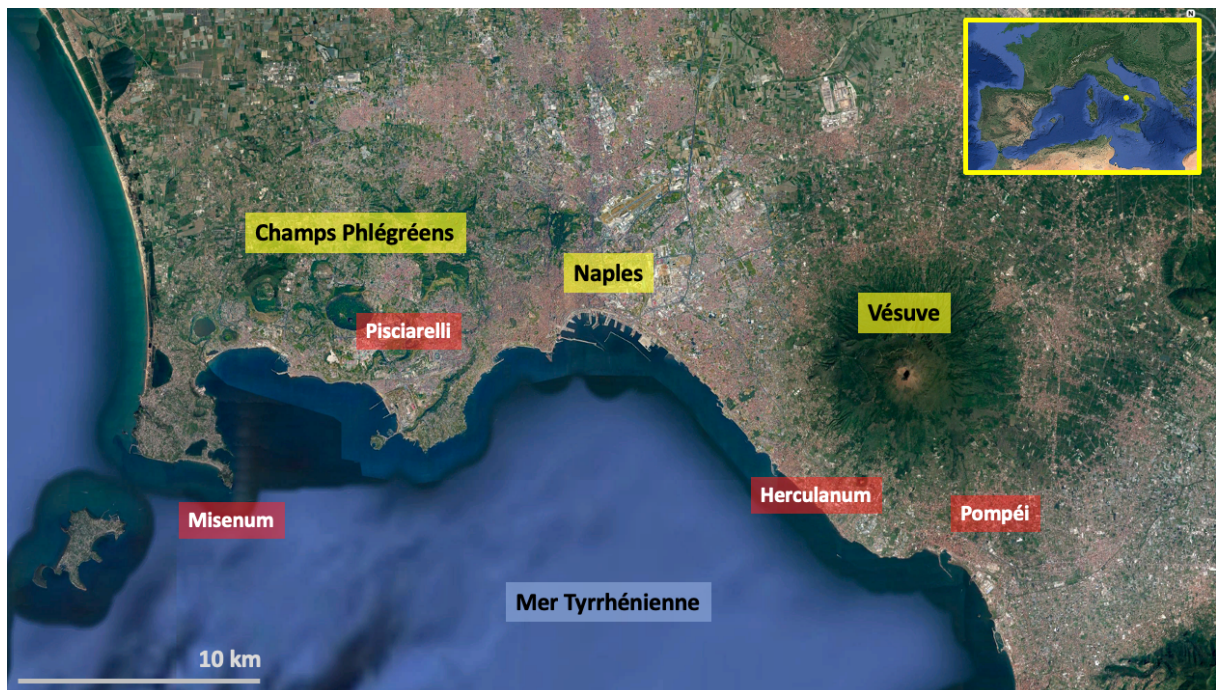 N
Champs Phlégréens
Naples
Vésuve
Pisciarelli
Herculanum
Pompéi
Misenum
Mer Tyrrhénienne
10 km